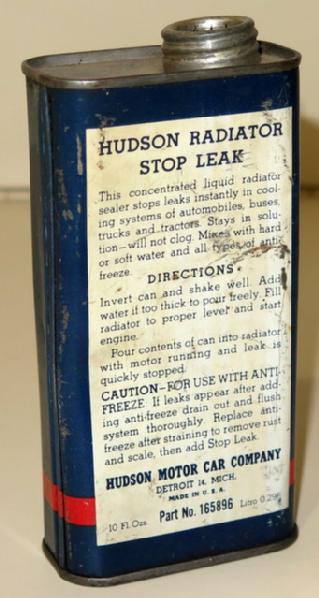 HUDSON RADIATOR
STOP LEAK
This concentrated liquid radiator
sealer stops leaks instantly in cool-
ing systems of automobiles, buses,
trucks and tractors. Stays in solu-
tion—will not clog. Mixes with hard
or soft water and all types of anti-
freeze.
DIRECTIONS
Invert can and shake well. Add
water if too thick to pour freely. Fill
radiator to proper level and start
engine.
Four contents of can into radiator
with motor running and leak is
quickly stopped.
CAUTION—FOR USE WITH ANTI-
FREEZE. If leaks appear after add-
ing anti-freeze drain out and flush
system thoroughly. Replace anti-
freeze after straining to remove rust
and scale, then add Stop Leak.
HUDSON MOTOR CAR COMPANY
DETROIT 14, MICH.
MADE IN U. S. A.
10 Fl. Ozs. Part No. 165896 Litro